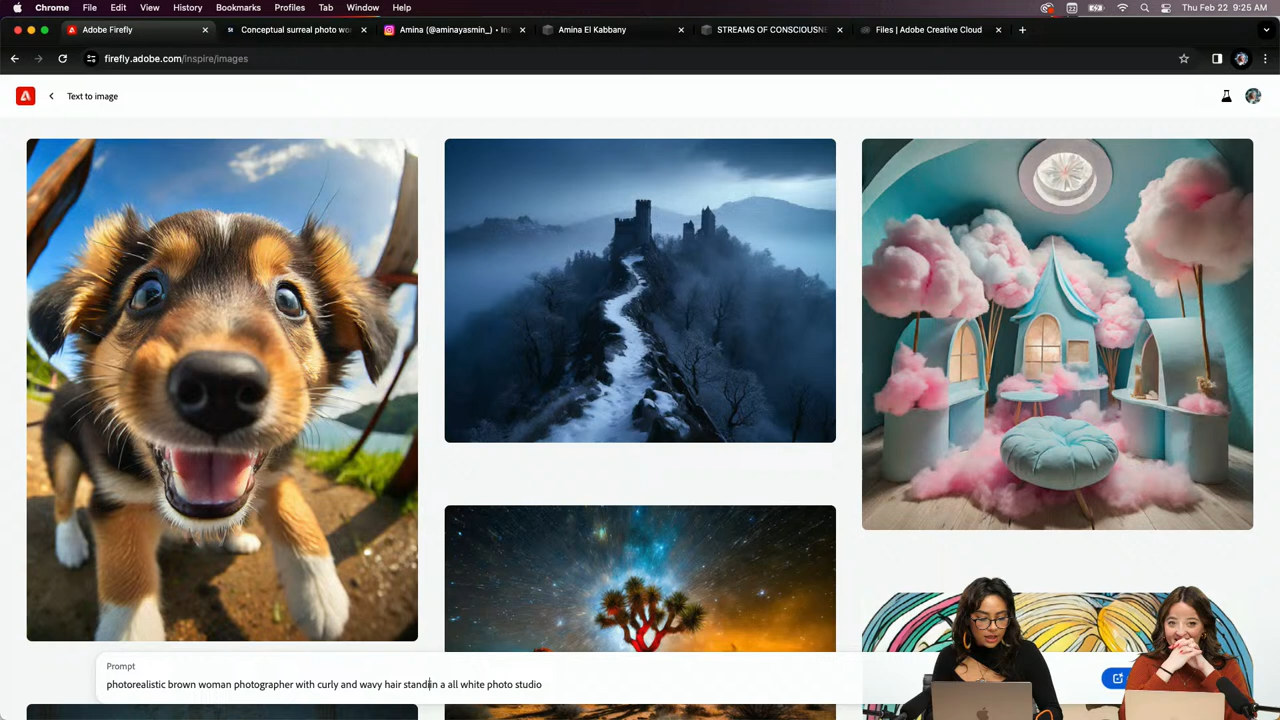 Chrome File Edit View History Bookmarks Profiles Tab Window Help Thu Feb 22 9:25 AM
Adobe Firefly Conceptual surreal photo wo Amina (@aminayasmin_) • Ins Amina El Kabbany STREAMS OF CONSCIOUSNE Files | Adobe Creative Cloud
firefly.adobe.com/inspire/images
Text to image
Prompt
photorealistic brown woman photographer with curly and wavy hair standin a all white photo studio